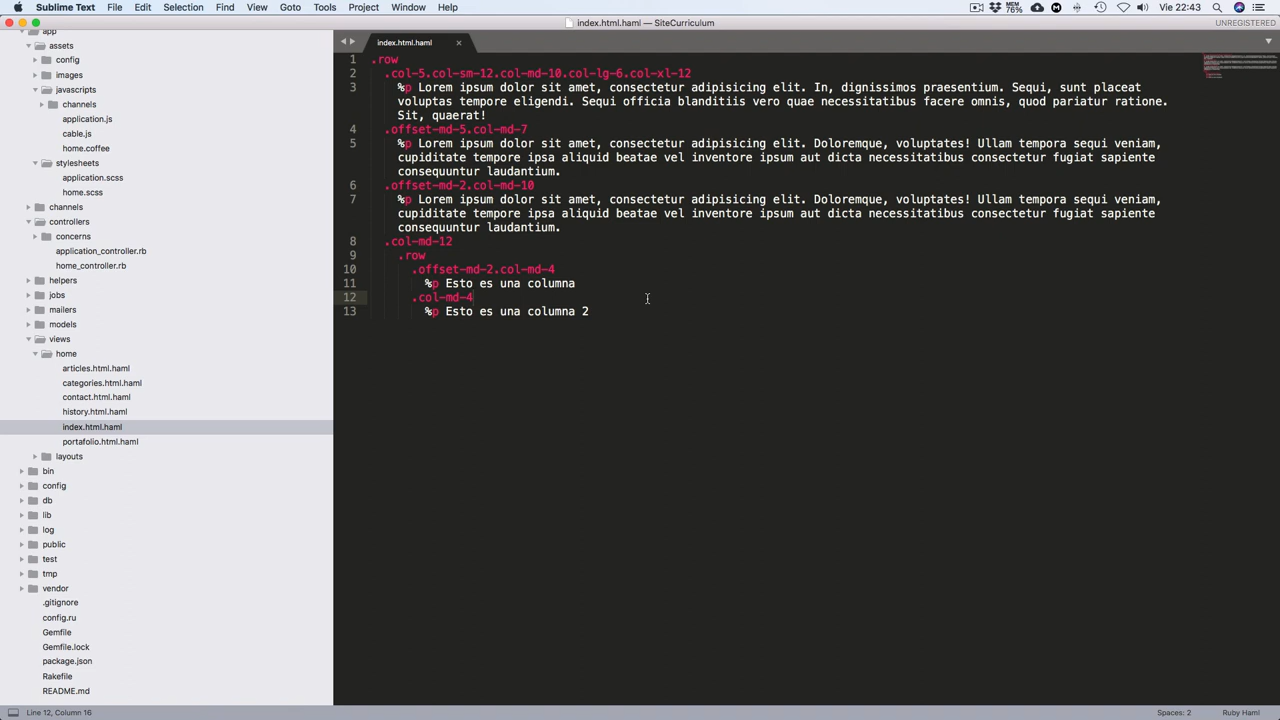 Sublime Text File Edit Selection Find View Goto Tools Project Window Help MEM 76% Vie 22:43
index.html.haml — SiteCurriculum UNREGISTERED
app
assets
config
images
javascripts
channels
application.js
cable.js
home.coffee
stylesheets
application.scss
home.scss
channels
controllers
concerns
application_controller.rb
home_controller.rb
helpers
jobs
mailers
models
views
home
articles.html.haml
categories.html.haml
contact.html.haml
history.html.haml
index.html.haml
portafolio.html.haml
layouts
bin
config
db
lib
log
public
test
tmp
vendor
.gitignore
config.ru
Gemfile
Gemfile.lock
package.json
Rakefile
README.md
index.html.haml
1 .row
2 .col-5.col-sm-12.col-md-10.col-lg-6.col-xl-12
3 %p Lorem ipsum dolor sit amet, consectetur adipisicing elit. In, dignissimos praesentium. Sequi, sunt placeat
voluptas tempore eligendi. Sequi officia blanditiis vero quae necessitatibus facere omnis, quod pariatur ratione.
Sit, quaerat!
4 .offset-md-5.col-md-7
5 %p Lorem ipsum dolor sit amet, consectetur adipisicing elit. Doloremque, voluptates! Ullam tempora sequi veniam,
cupiditate tempore ipsa aliquid beatae vel inventore ipsum aut dicta necessitatibus consectetur fugiat sapiente
consequuntur laudantium.
6 .offset-md-2.col-md-10
7 %p Lorem ipsum dolor sit amet, consectetur adipisicing elit. Doloremque, voluptates! Ullam tempora sequi veniam,
cupiditate tempore ipsa aliquid beatae vel inventore ipsum aut dicta necessitatibus consectetur fugiat sapiente
consequuntur laudantium.
8 .col-md-12
9 .row
10 .offset-md-2.col-md-4
11 %p Esto es una columna
12 .col-md-4
13 %p Esto es una columna 2
Line 12, Column 16 Spaces: 2 Ruby Haml